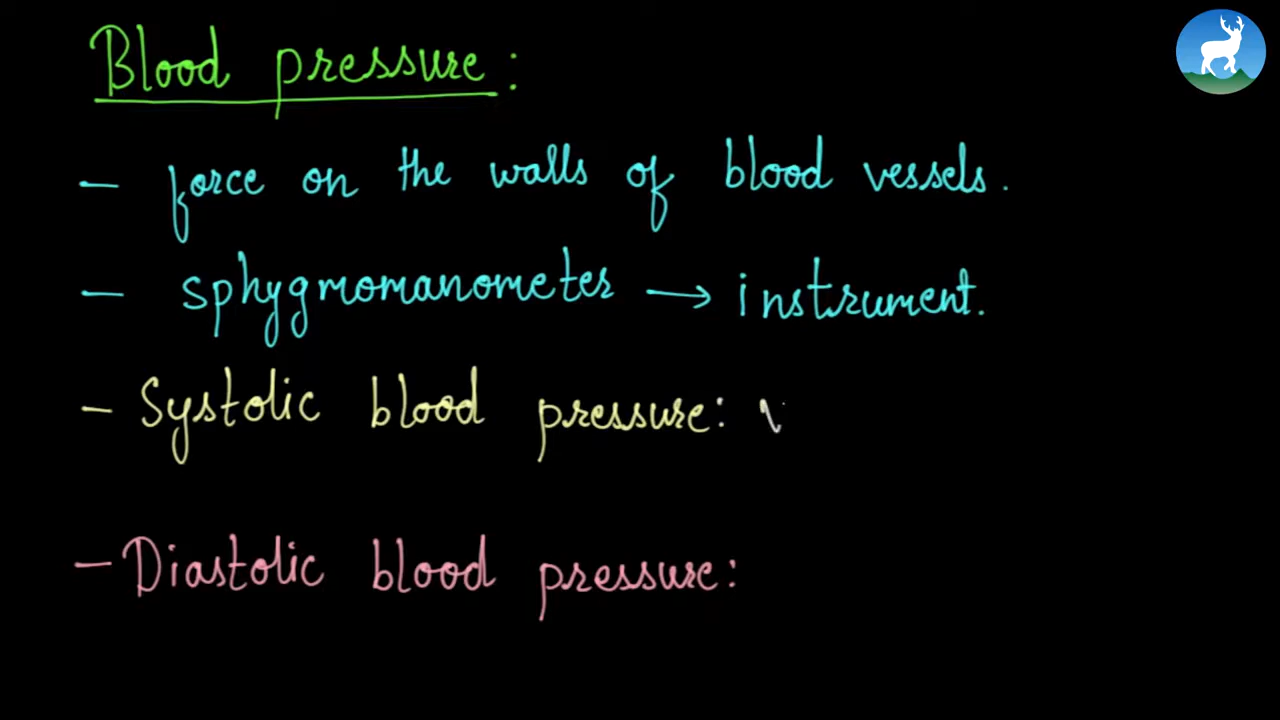 Blood pressure:
- force on the walls of blood vessels.
- sphygmomanometer → instrument.
- Systolic blood pressure:
- Diastolic blood pressure: